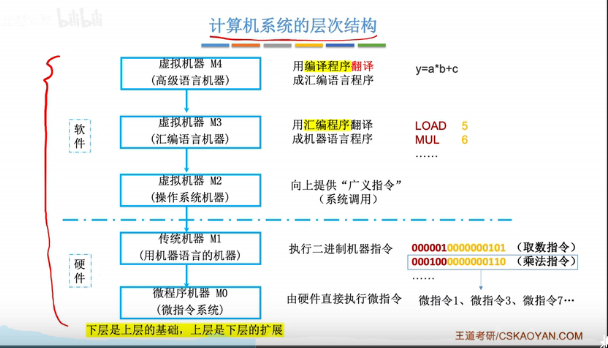 bilibili
计算机系统的层次结构
虚拟机器 M4
(高级语言机器)
用编译程序翻译
成汇编语言程序
y=a*b+c
软件
虚拟机器 M3
(汇编语言机器)
用汇编程序翻译
成机器语言程序
LOAD 5
MUL 6
……
虚拟机器 M2
(操作系统机器)
向上提供“广义指令”
(系统调用)
硬件
传统机器 M1
(用机器语言的机器)
执行二进制机器指令
0000010000000101 (取数指令)
0001000000000110 (乘法指令)
……
微程序机器 M0
(微指令系统)
由硬件直接执行微指令
微指令1、微指令3、微指令7…
下层是上层的基础，上层是下层的扩展
王道考研/CSKAOYAN.COM